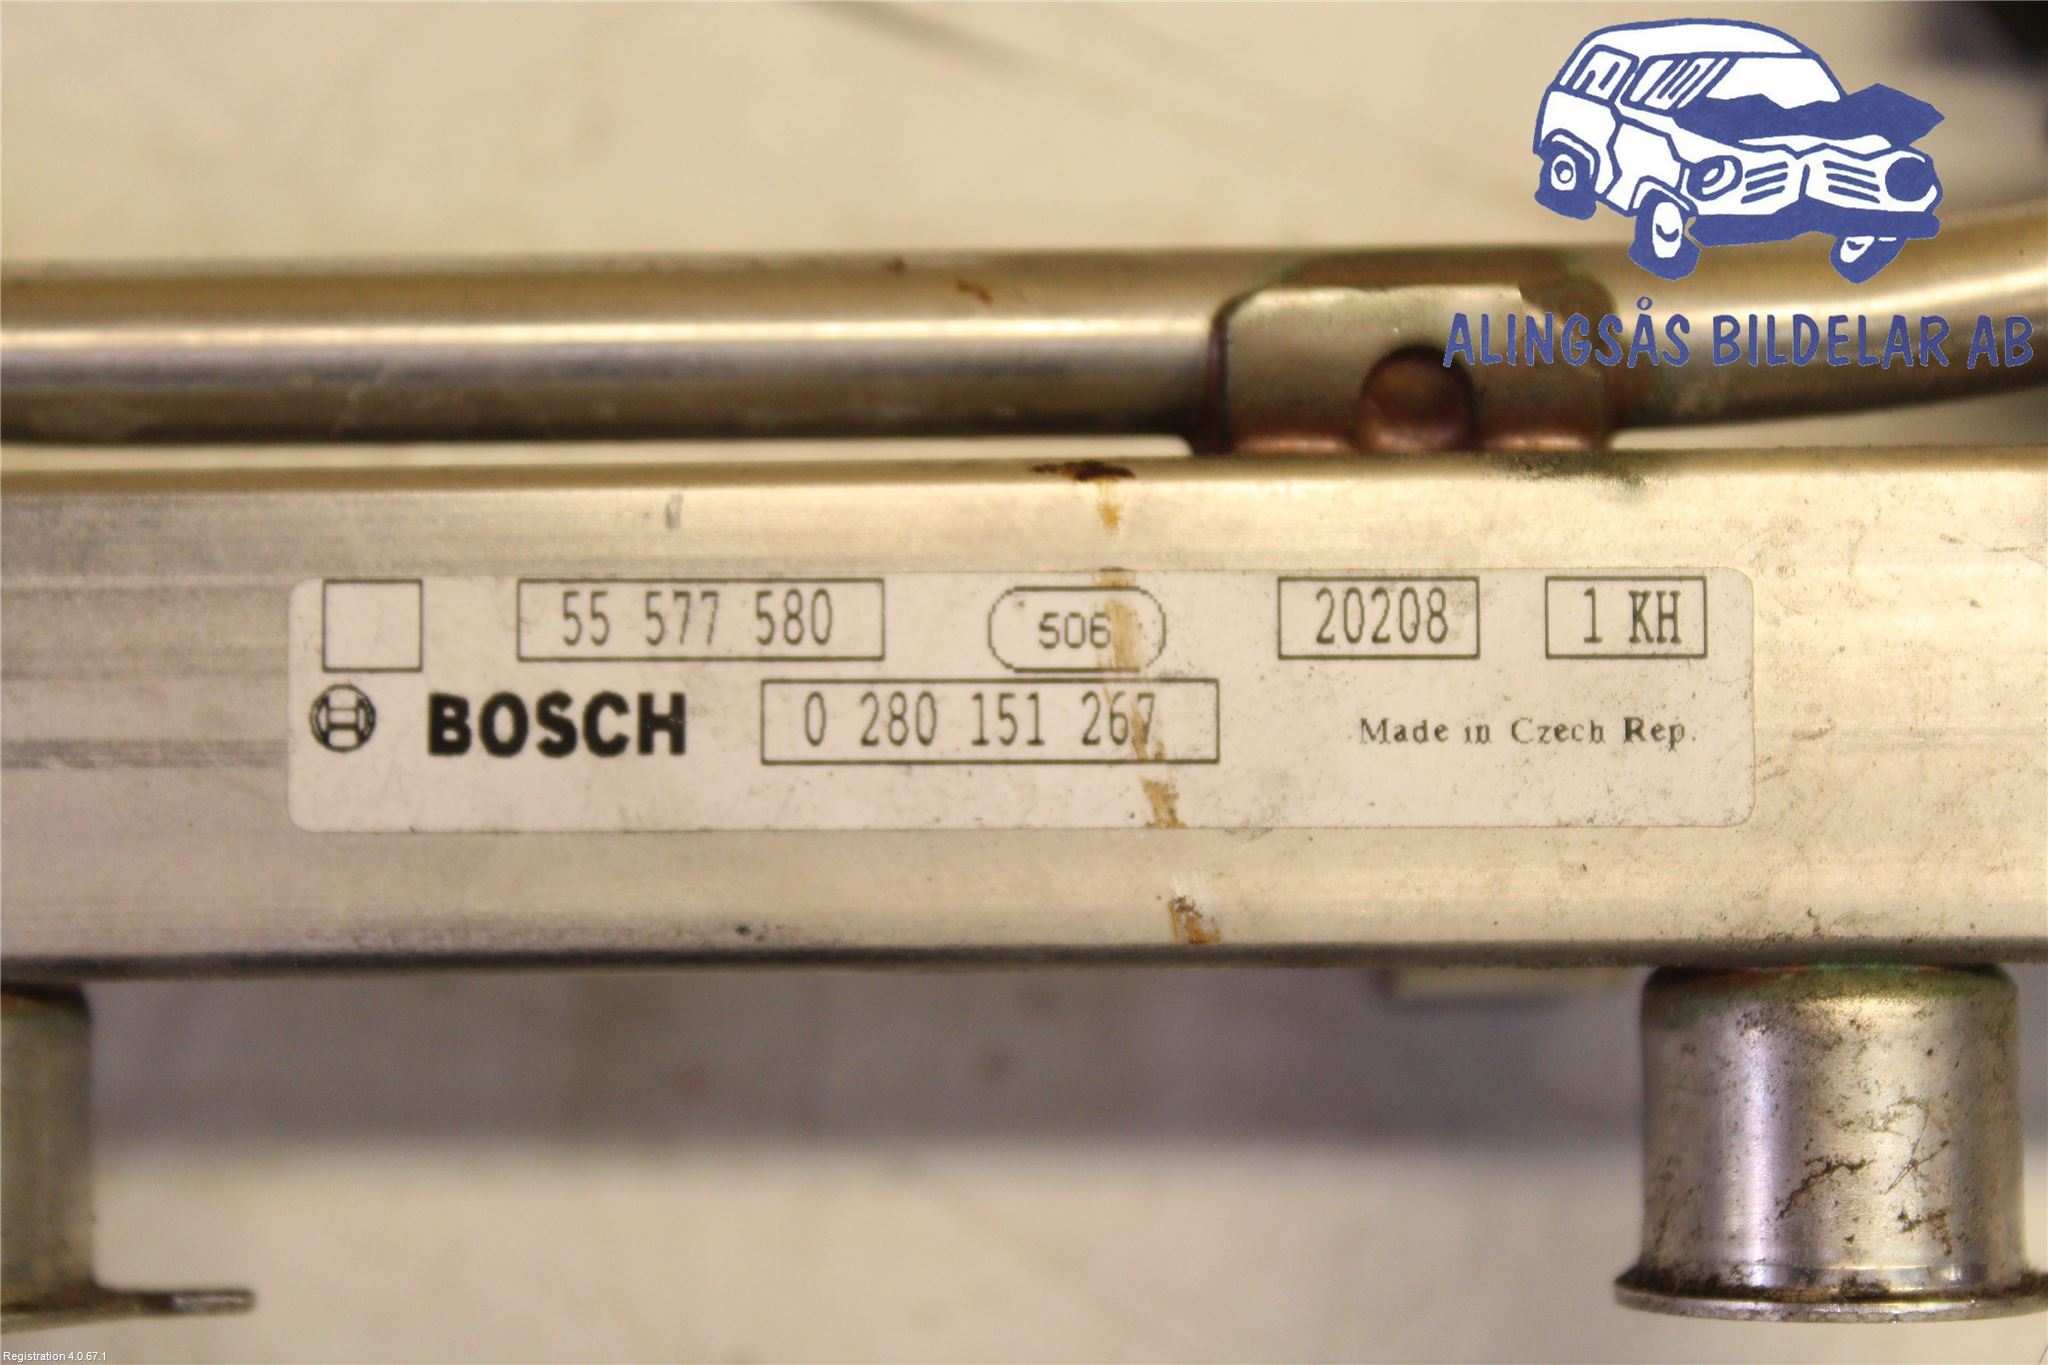 ALINGSÅS BILDELAR AB
55 577 580 506 20208 1 KH
BOSCH 0 280 151 267 Made in Czech Rep.
Registration 4.0.67.1